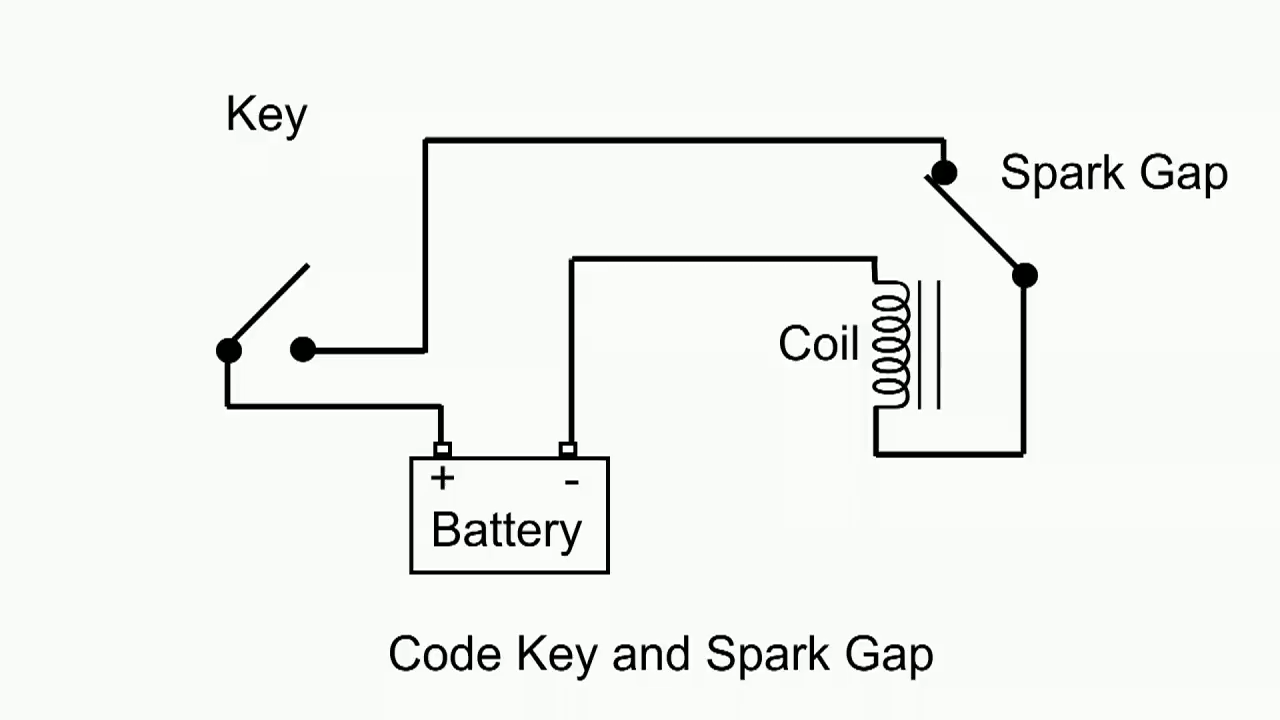 Key
Spark Gap
Coil
+ -
Battery
Code Key and Spark Gap